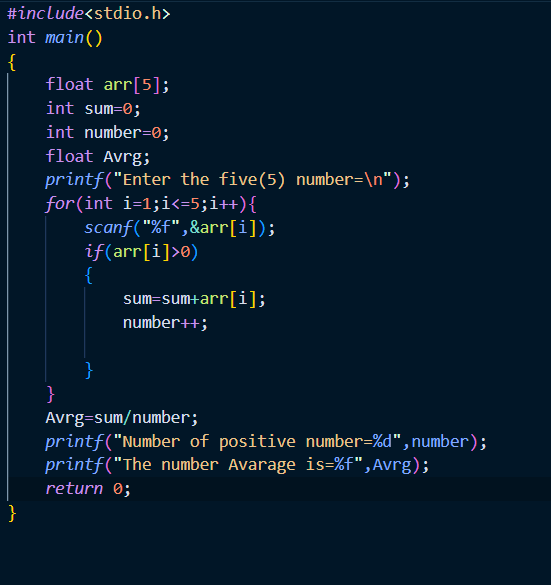 #include<stdio.h>
int main()
{
    float arr[5];
    int sum=0;
    int number=0;
    float Avrg;
    printf("Enter the five(5) number=\n");
    for(int i=1;i<=5;i++){
        scanf("%f",&arr[i]);
        if(arr[i]>0)
        {
            sum=sum+arr[i];
            number++;

        }
    }
    Avrg=sum/number;
    printf("Number of positive number=%d",number);
    printf("The number Avarage is=%f",Avrg);
    return 0;
}